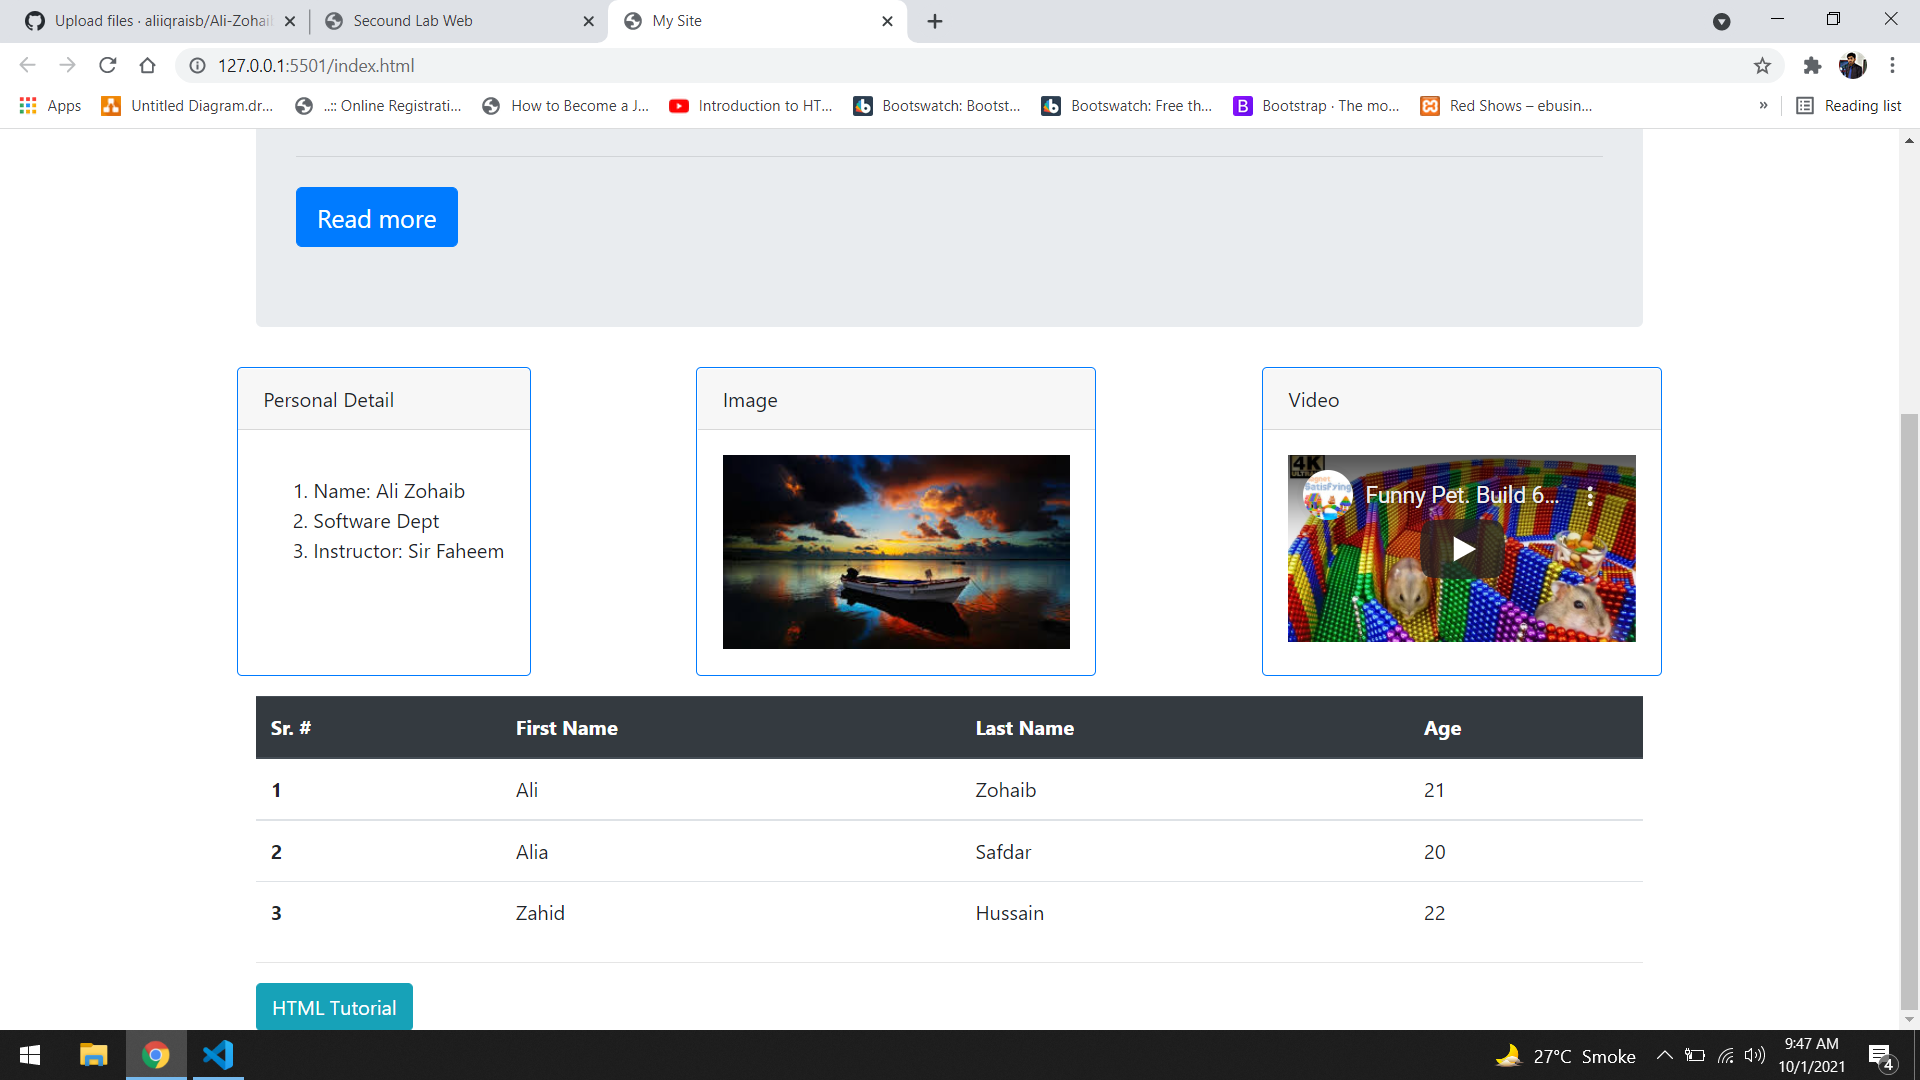 Upload files · aliiqraisb/Ali-Zohaib
Secound Lab Web
My Site
127.0.0.1:5501/index.html
Apps
Untitled Diagram.dr...
..:: Online Registrati...
How to Become a J...
Introduction to HT...
Bootswatch: Bootst...
Bootswatch: Free th...
Bootstrap · The mo...
Red Shows – ebusin...
»
Reading list
Read more
Personal Detail
1. Name: Ali Zohaib
2. Software Dept
3. Instructor: Sir Faheem
Image
Video
4K
Funny Pet. Build 6...
Sr. # First Name Last Name Age
1 Ali Zohaib 21
2 Alia Safdar 20
3 Zahid Hussain 22
HTML Tutorial
27°C Smoke
9:47 AM
10/1/2021
4